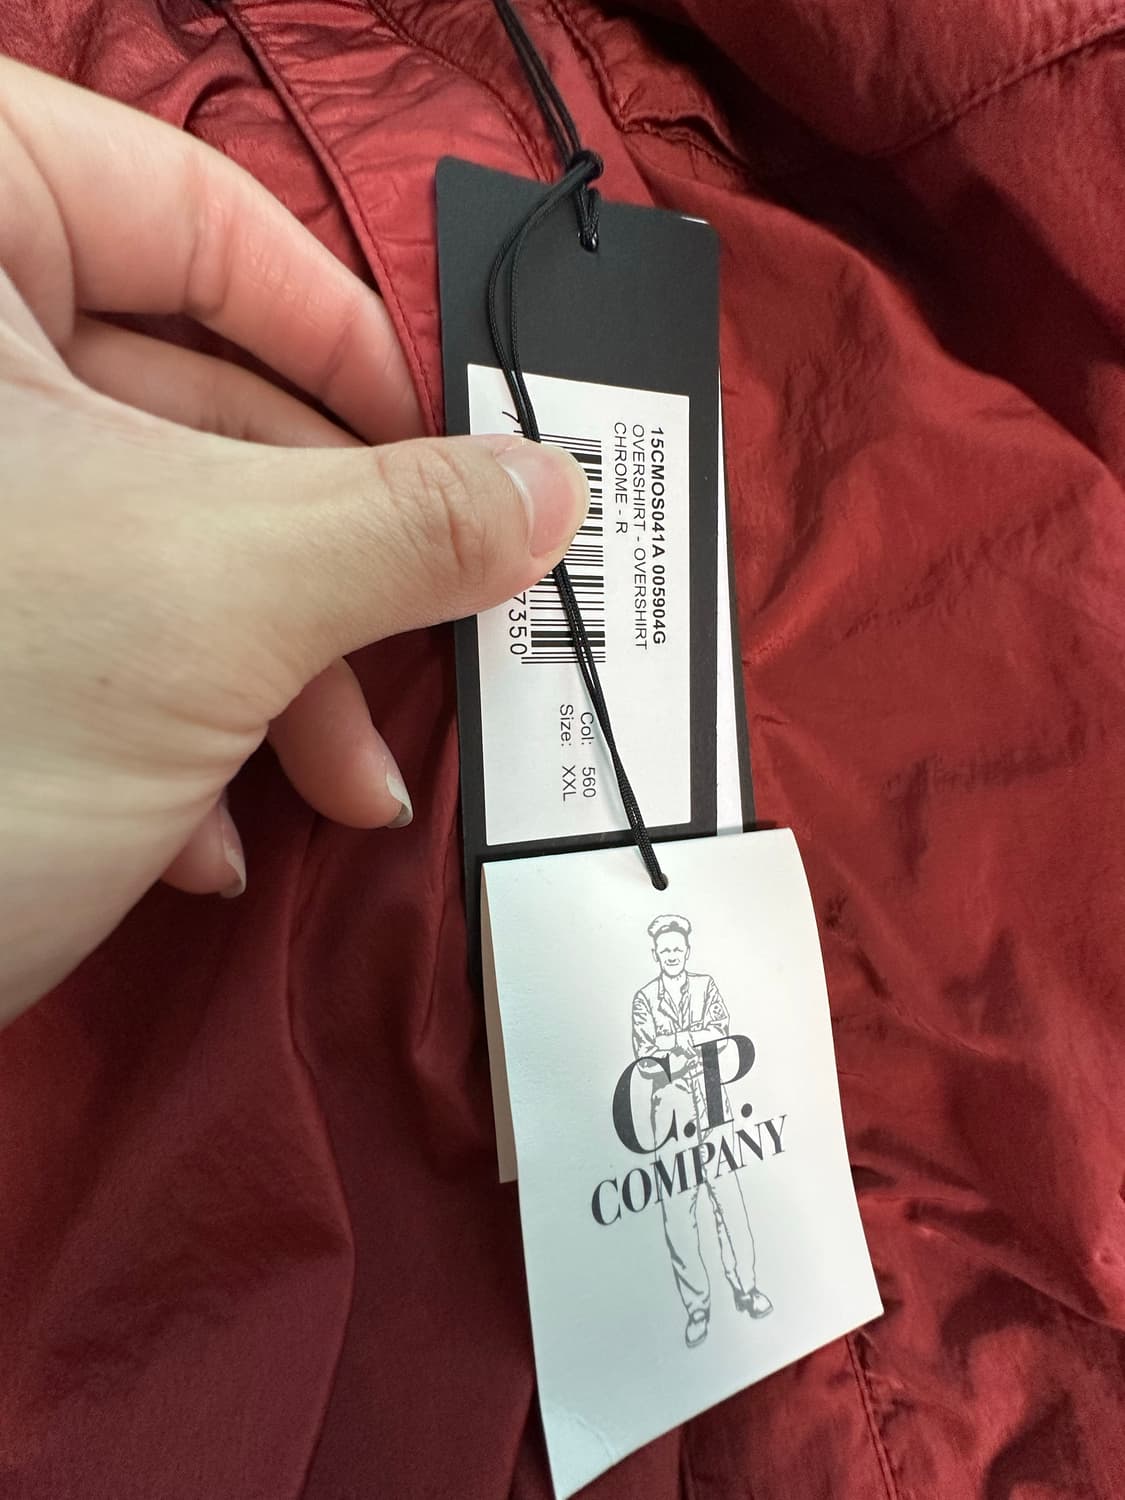 15CMOS041A 005904G
OVERSHIRT - OVERSHIRT
CHROME - R
7350
Col: 560
Size: XXL
C.P.
COMPANY